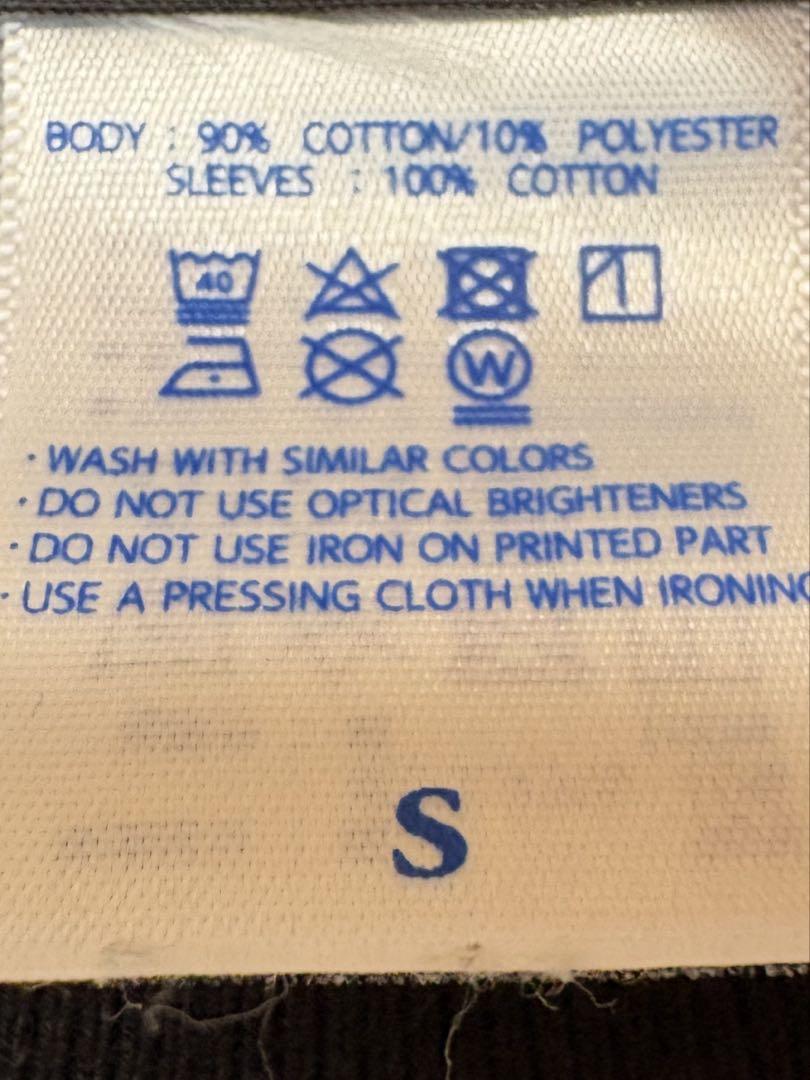 BODY : 90% COTTON/10% POLYESTER
SLEEVES : 100% COTTON
40
W
· WASH WITH SIMILAR COLORS
· DO NOT USE OPTICAL BRIGHTENERS
· DO NOT USE IRON ON PRINTED PART
· USE A PRESSING CLOTH WHEN IRONING
S